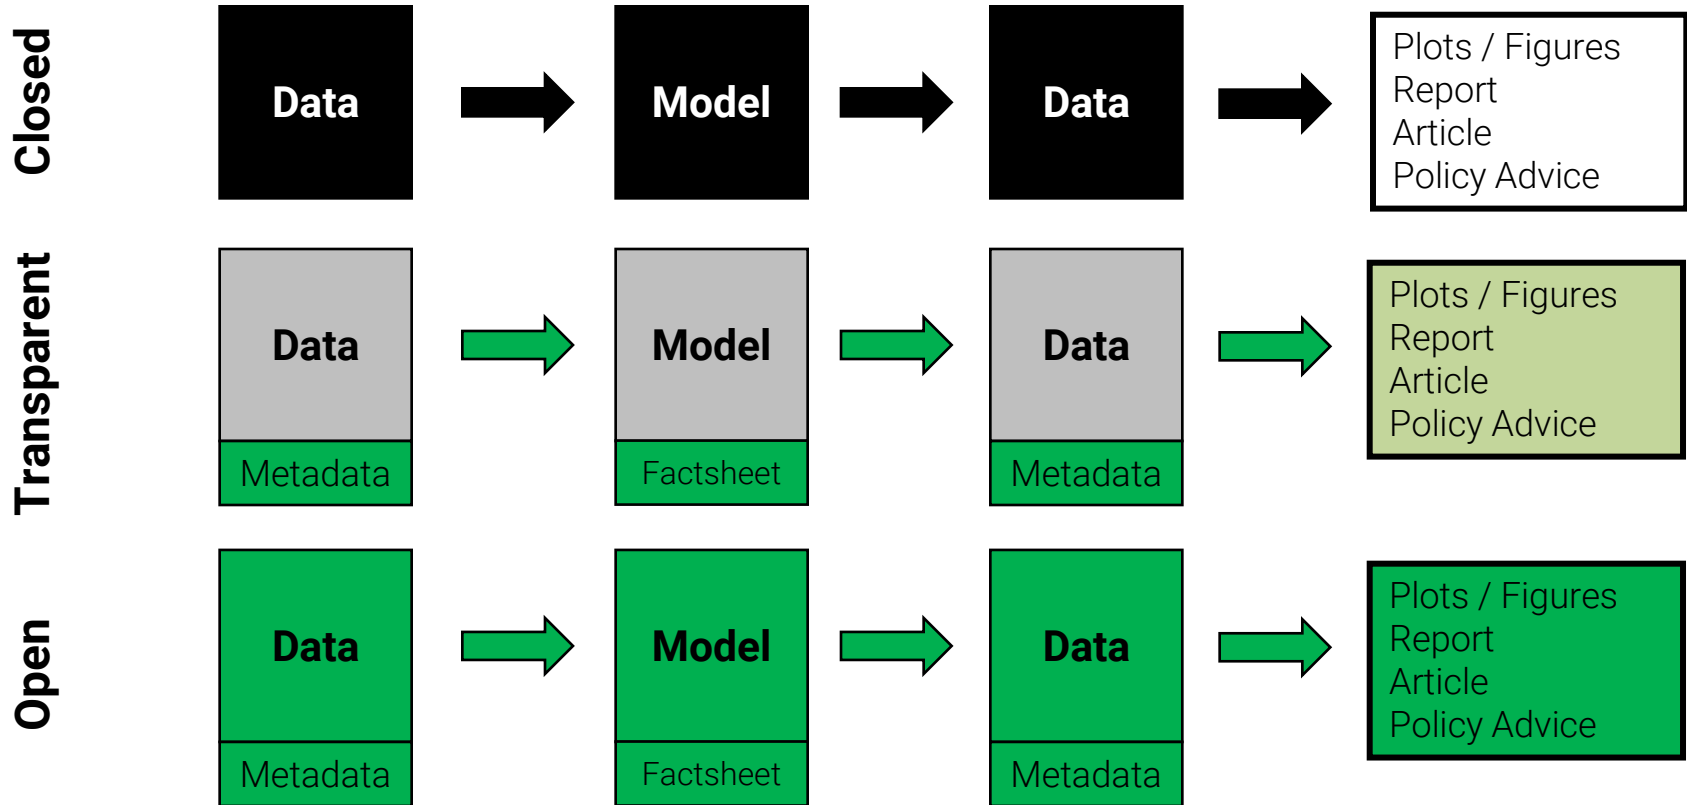 Closed
Data
Model
Data
Plots / Figures
Report
Article
Policy Advice
Transparent
Data
Metadata
Model
Factsheet
Data
Metadata
Plots / Figures
Report
Article
Policy Advice
Open
Data
Metadata
Model
Factsheet
Data
Metadata
Plots / Figures
Report
Article
Policy Advice